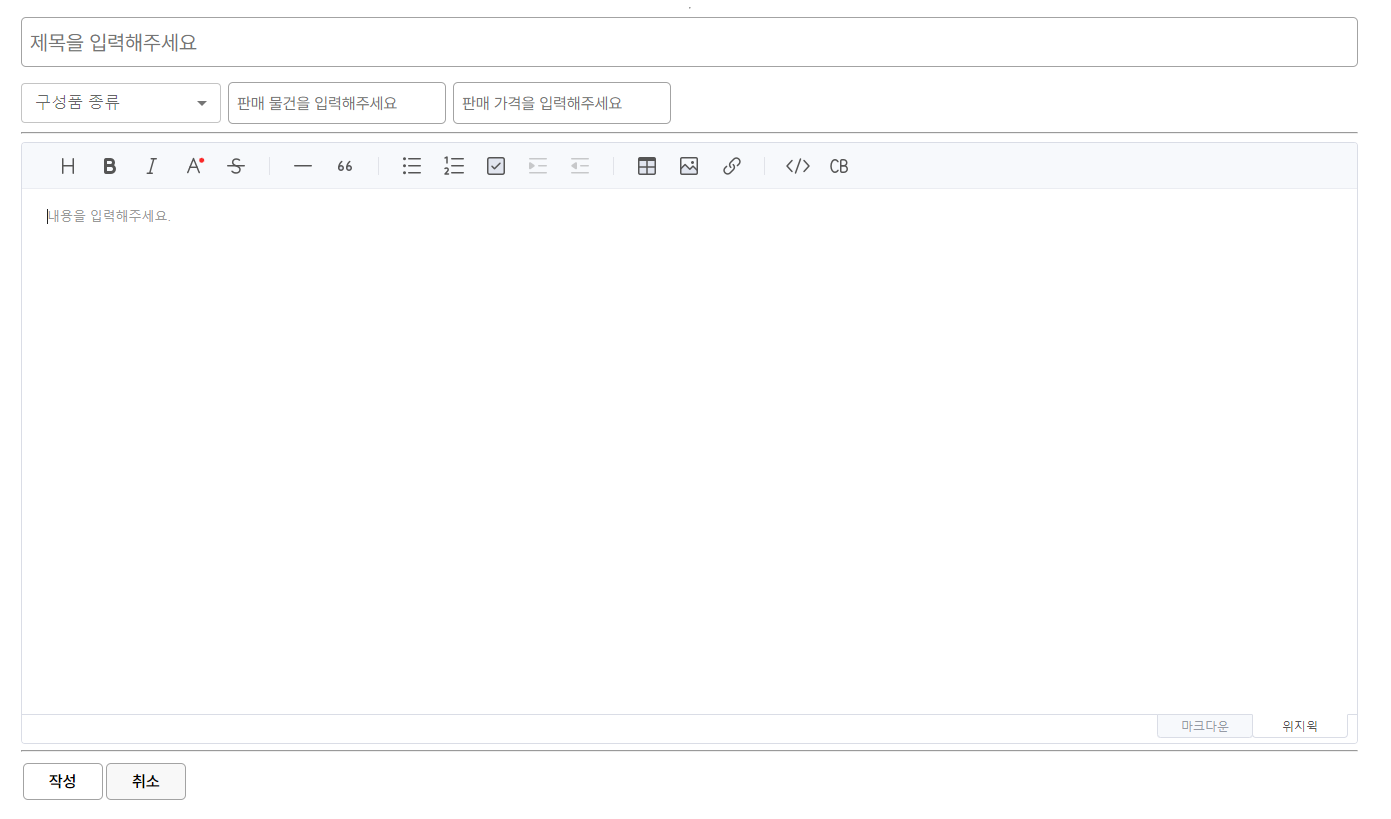 제목을 입력해주세요
구성품 종류 판매 물건을 입력해주세요 판매 가격을 입력해주세요
H B I A S 66 </> CB
내용을 입력해주세요.
마크다운 위지윅
작성 취소